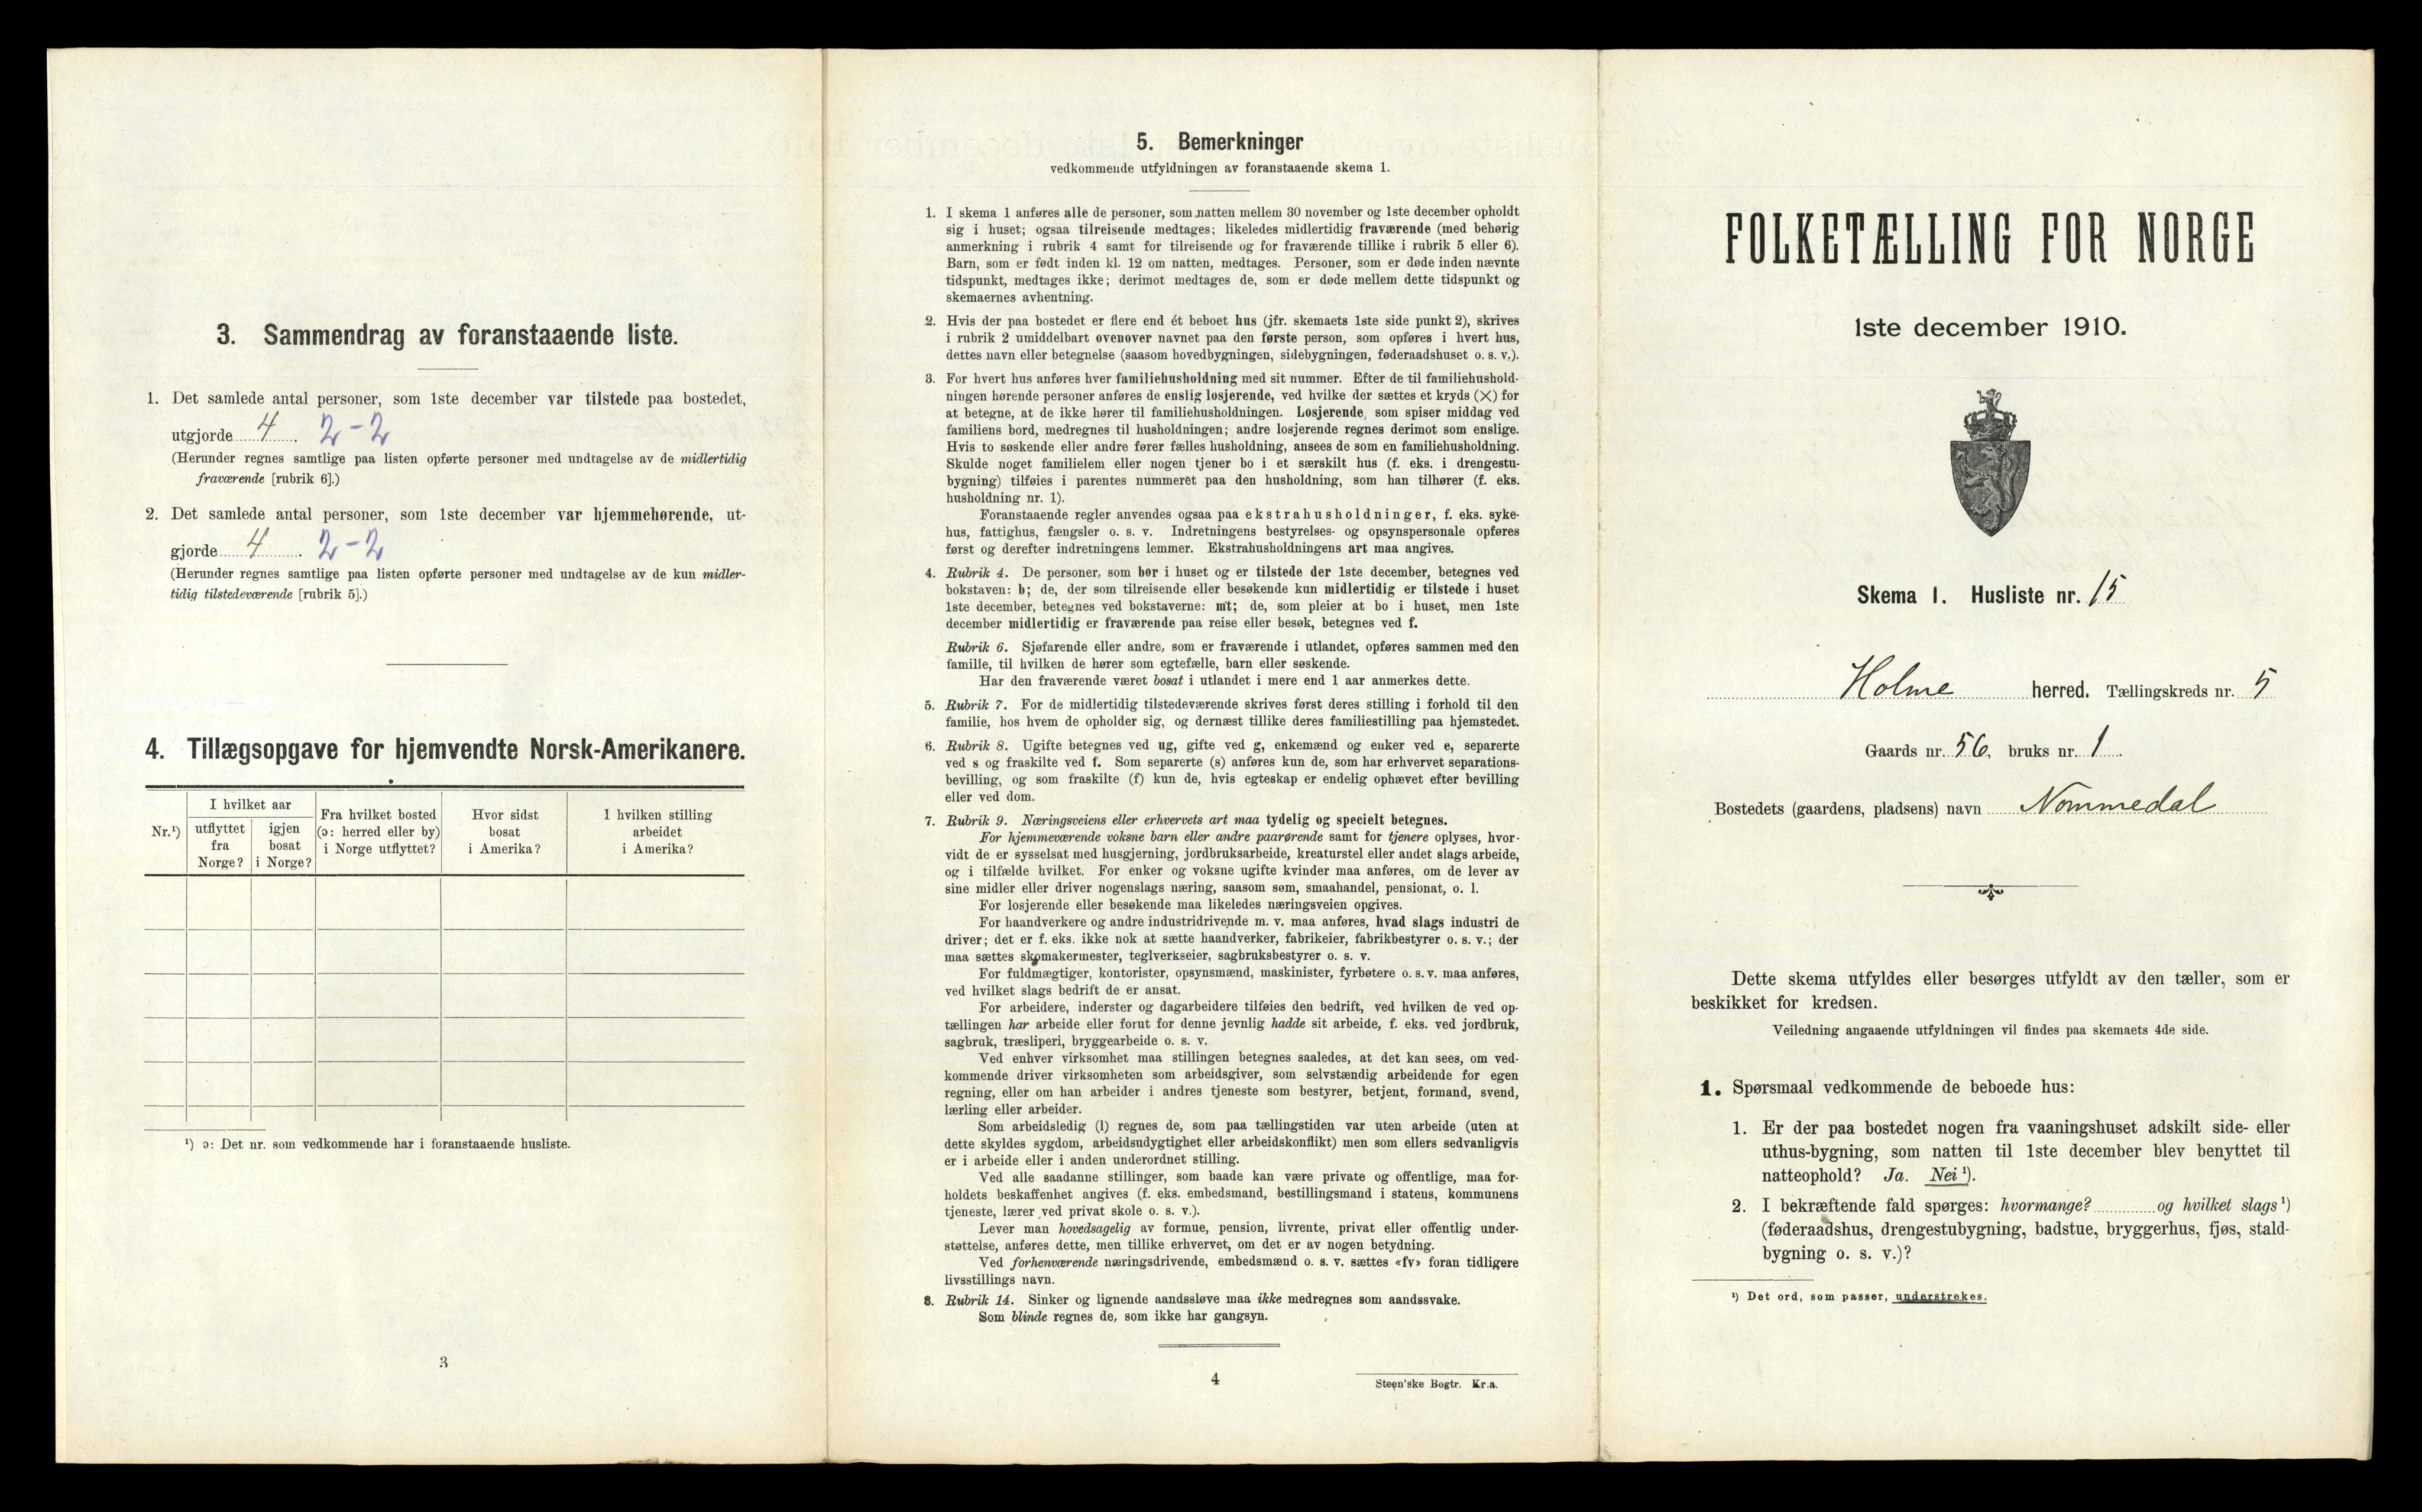 3. Sammendrag av foranstaaende liste.
1. Det samlede antal personer, som 1ste december var tilstede paa bostedet,
utgjorde 4. 2-2
(Herunder regnes samtlige paa listen opførte personer med undtagelse av de midlertidig
fraværende [rubrik 6].)
2. Det samlede antal personer, som 1ste december var hjemmehørende, ut-
gjorde 4. 2-2
(Herunder regnes samtlige paa listen opførte personer med undtagelse av de kun midler-
tidig tilstedeværende [rubrik 5].)
4. Tillægsopgave for hjemvendte Norsk-Amerikanere.
Nr.¹)
I hvilket aar
utflyttet
fra
Norge?
igjen
bosat
i Norge?
Fra hvilket bosted
(ɔ: herred eller by)
i Norge utflyttet?
Hvor sidst
bosat
i Amerika?
I hvilken stilling
arbeidet
i Amerika?
¹) ɔ: Det nr. som vedkommende har i foranstaaende husliste.
3
5. Bemerkninger
vedkommende utfyldningen av foranstaaende skema 1.
1. I skema 1 anføres alle de personer, som natten mellem 30 november og 1ste december opholdt
sig i huset; ogsaa tilreisende medtages; likeledes midlertidig fraværende (med behørig
anmerkning i rubrik 4 samt for tilreisende og for fraværende tillike i rubrik 5 eller 6).
Barn, som er født inden kl. 12 om natten, medtages. Personer, som er døde inden nævnte
tidspunkt, medtages ikke; derimot medtages de, som er døde mellem dette tidspunkt og
skemaernes avhentning.
2. Hvis der paa bostedet er flere end ét beboet hus (jfr. skemaets 1ste side punkt 2), skrives
i rubrik 2 umiddelbart ovenover navnet paa den første person, som opføres i hvert hus,
dettes navn eller betegnelse (saasom hovedbygningen, sidebygningen, føderaadshuset o. s. v.).
3. For hvert hus anføres hver familiehusholdning med sit nummer. Efter de til familiehushold-
ningen hørende personer anføres de enslig losjerende, ved hvilke der sættes et kryds (×) for
at betegne, at de ikke hører til familiehusholdningen. Losjerende som spiser middag ved
familiens bord, medregnes til husholdningen; andre losjerende regnes derimot som enslige.
Hvis to søskende eller andre fører fælles husholdning, ansees de som en familiehusholdning.
Skulde noget familielem eller nogen tjener bo i et særskilt hus (f. eks. i drengestu-
bygning) tilføies i parentes nummeret paa den husholdning, som han tilhører (f. eks.
husholdning nr. 1).
Foranstaaende regler anvendes ogsaa paa ekstrahusholdninger, f. eks. syke-
hus, fattighus, fængsler o. s. v. Indretningens bestyrelses- og opsynspersonale opføres
først og derefter indretningens lemmer. Ekstrahusholdningens art maa angives.
4. Rubrik 4. De personer, som bor i huset og er tilstede der 1ste december, betegnes ved
bokstaven: b; de, der som tilreisende eller besøkende kun midlertidig er tilstede i huset
1ste december, betegnes ved bokstaverne: mt; de, som pleier at bo i huset, men 1ste
december midlertidig er fraværende paa reise eller besøk, betegnes ved f.
Rubrik 6. Sjøfarende eller andre, som er fraværende i utlandet, opføres sammen med den
familie, til hvilken de hører som egtefælle, barn eller søskende.
Har den fraværende været bosat i utlandet i mere end 1 aar anmerkes dette.
5. Rubrik 7. For de midlertidig tilstedeværende skrives først deres stilling i forhold til den
familie, hos hvem de opholder sig, og dernæst tillike deres familiestilling paa hjemstedet.
6. Rubrik 8. Ugifte betegnes ved ug, gifte ved g, enkemænd og enker ved e, separerte
ved s og fraskilte ved f. Som separerte (s) anføres kun de, som har erhvervet separations-
bevilling, og som fraskilte (f) kun de, hvis egteskap er endelig ophævet efter bevilling
eller ved dom.
7. Rubrik 9. Næringsveiens eller erhvervets art maa tydelig og specielt betegnes.
For hjemmeværende voksne barn eller andre paarørende samt for tjenere oplyses, hvor-
vidt de er sysselsat med husgjerning, jordbruksarbeide, kreaturstel eller andet slags arbeide,
og i tilfælde hvilket. For enker og voksne ugifte kvinder maa anføres, om de lever av
sine midler eller driver nogenslags næring, saasom søm, smaahandel, pensionat, o. l.
For losjerende eller besøkende maa likeledes næringsveien opgives.
For haandverkere og andre industridrivende m. v. maa anføres, hvad slags industri de
driver; det er f. eks. ikke nok at sætte haandverker, fabrikeier, fabrikbestyrer o. s. v.; der
maa sættes skomakermester, teglverkseier, sagbruksbestyrer o. s. v.
For fuldmægtiger, kontorister, opsynsmænd, maskinister, fyrbøtere o. s. v. maa anføres,
ved hvilket slags bedrift de er ansat.
For arbeidere, inderster og dagarbeidere tilføies den bedrift, ved hvilken de ved op-
tællingen har arbeide eller forut for denne jevnlig hadde sit arbeide, f. eks. ved jordbruk,
sagbruk, træsliperi, bryggearbeide o. s. v.
Ved enhver virksomhet maa stillingen betegnes saaledes, at det kan sees, om ved-
kommende driver virksomheten som arbeidsgiver, som selvstændig arbeidende for egen
regning, eller om han arbeider i andres tjeneste som bestyrer, betjent, formand, svend,
lærling eller arbeider.
Som arbeidsledig (l) regnes de, som paa tællingstiden var uten arbeide (uten at
dette skyldes sygdom, arbeidsudygtighet eller arbeidskonflikt) men som ellers sedvanligvis
er i arbeide eller i anden underordnet stilling.
Ved alle saadanne stillinger, som baade kan være private og offentlige, maa for-
holdets beskaffenhet angives (f. eks. embedsmand, bestillingsmand i statens, kommunens
tjeneste, lærer ved privat skole o. s. v.).
Lever man hovedsagelig av formue, pension, livrente, privat eller offentlig under-
støttelse, anføres dette, men tillike erhvervet, om det er av nogen betydning.
Ved forhenværende næringsdrivende, embedsmænd o. s. v. sættes «fv» foran tidligere
livsstillings navn.
8. Rubrik 14. Sinker og lignende aandssløve maa ikke medregnes som aandssvake.
Som blinde regnes de, som ikke har gangsyn.
4
Steen'ske Bogtr. Kr.a.
FOLKETÆLLING FOR NORGE
1ste december 1910.
Skema 1. Husliste nr. 15
Holme herred. Tællingskreds nr. 5
Gaards nr. 56, bruks nr. 1.
Bostedets (gaardens, pladsens) navn Nommedal
Dette skema utfyldes eller besørges utfyldt av den tæller, som er
beskikket for kredsen.
Veiledning angaaende utfyldningen vil findes paa skemaets 4de side.
1. Spørsmaal vedkommende de beboede hus:
1. Er der paa bostedet nogen fra vaaningshuset adskilt side- eller
uthus-bygning, som natten til 1ste december blev benyttet til
natteophold? Ja. Nei ¹).
2. I bekræftende fald spørges: hvormange? og hvilket slags ¹)
(føderaadshus, drengestubygning, badstue, bryggerhus, fjøs, stald-
bygning o. s. v.)?
¹) Det ord, som passer, understrekes.